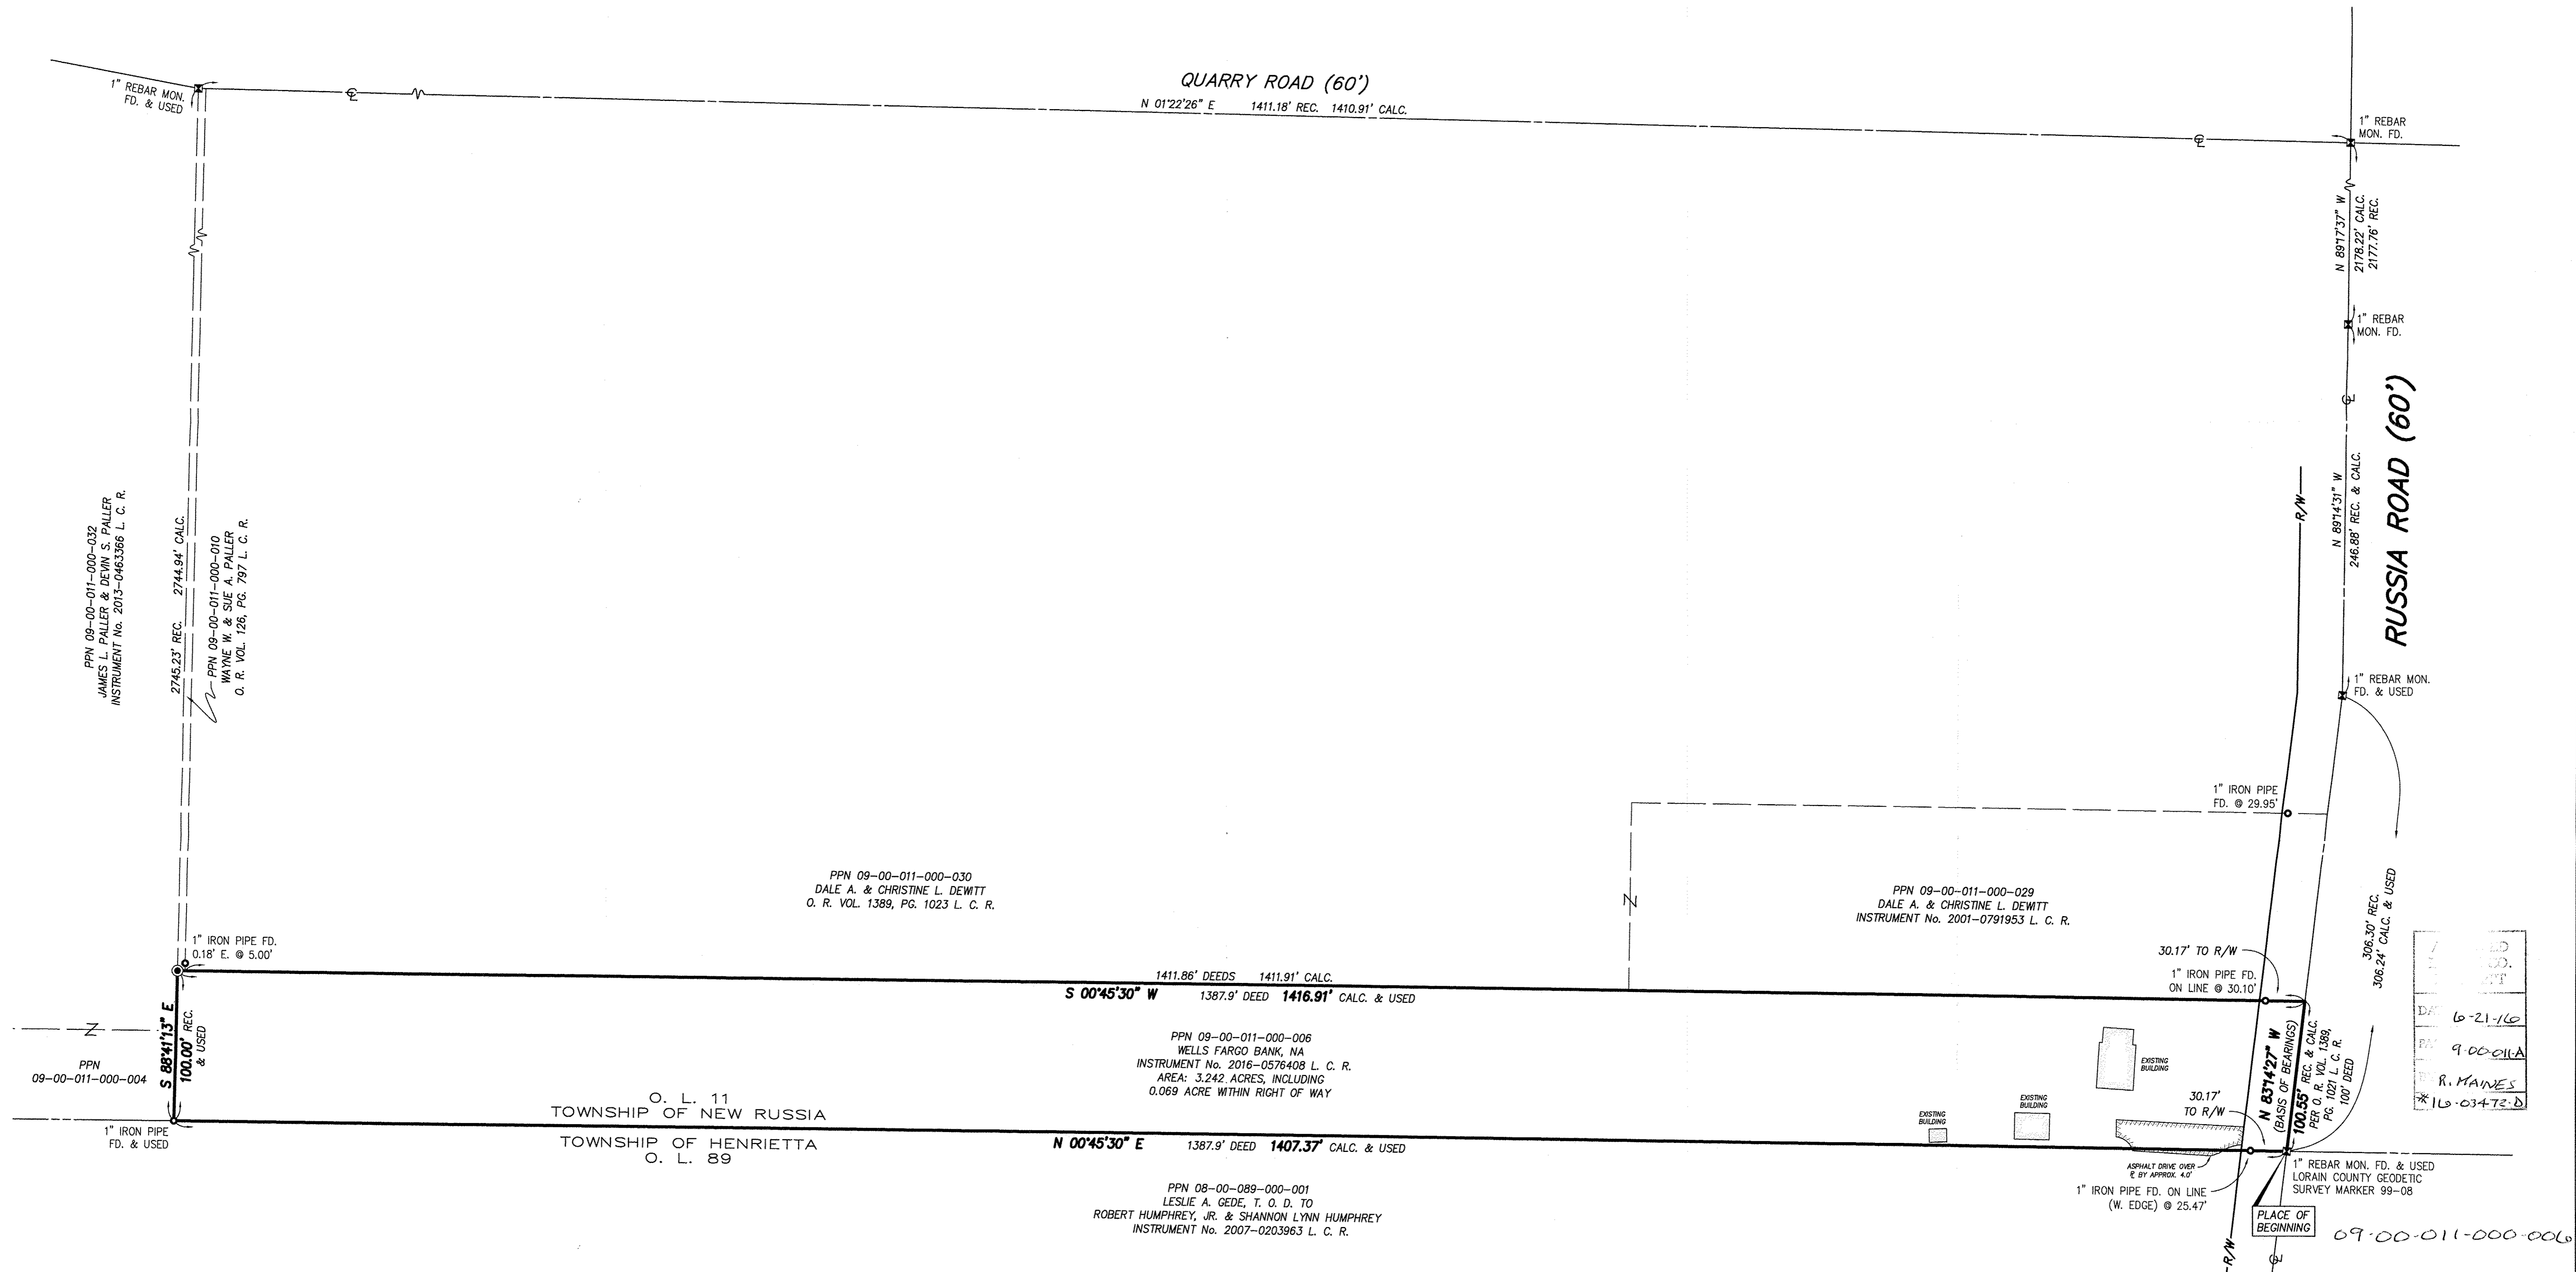 1" REBAR MON.
FD. & USED
QUARRY ROAD (60')
N 01°22'26" E 1411.18' REC. 1410.91' CALC.
1" REBAR
MON. FD.
N 89°17'37" W
2178.22' CALC.
2177.76' REC.
1" REBAR
MON. FD.
RUSSIA ROAD (60')
N 89°14'31" W
246.88' REC. & CALC.
R/W
1" REBAR MON.
FD. & USED
PPN 09-00-011-000-032
JAMES L. PALLER & DEVIN S. PALLER
INSTRUMENT No. 2013-0463366 L. C. R.
2745.23' REC. 2744.94' CALC.
PPN 09-00-011-000-010
WAYNE W. & SUE A. PALLER
O. R. VOL. 126, PG. 797 L. C. R.
1" IRON PIPE
FD. @ 29.95'
PPN 09-00-011-000-030
DALE A. & CHRISTINE L. DEWITT
O. R. VOL. 1389, PG. 1023 L. C. R.
PPN 09-00-011-000-029
DALE A. & CHRISTINE L. DEWITT
INSTRUMENT No. 2001-0791953 L. C. R.
306.30' REC.
306.24' CALC. & USED
1" IRON PIPE FD.
0.18' E. @ 5.00'
30.17' TO R/W
1" IRON PIPE FD.
ON LINE @ 30.10'
1411.86' DEEDS 1411.91' CALC.
S 00°45'30" W 1387.9' DEED 1416.91' CALC. & USED
S 88°41'13" E
100.00' REC.
& USED
PPN
09-00-011-000-004
PPN 09-00-011-000-006
WELLS FARGO BANK, NA
INSTRUMENT No. 2016-0576408 L. C. R.
AREA: 3.242 ACRES, INCLUDING
0.069 ACRE WITHIN RIGHT OF WAY
EXISTING
BUILDING
EXISTING
BUILDING
EXISTING
BUILDING
30.17'
TO R/W
N 83°14'27" W
(BASIS OF BEARINGS)
100.55' REC. & CALC.
PER O. R. VOL. 1389,
PG. 1021 L. C. R.
100' DEED
CO.
6-21-16
9-00-011-A
R. MAINES
*16-03472-D
O. L. 11
TOWNSHIP OF NEW RUSSIA
TOWNSHIP OF HENRIETTA
O. L. 89
1" IRON PIPE
FD. & USED
N 00°45'30" E 1387.9' DEED 1407.37' CALC. & USED
PPN 08-00-089-000-001
LESLIE A. GEDE, T. O. D. TO
ROBERT HUMPHREY, JR. & SHANNON LYNN HUMPHREY
INSTRUMENT No. 2007-0203963 L. C. R.
ASPHALT DRIVE OVER
℄ BY APPROX. 4.0'
1" IRON PIPE FD. ON LINE
(W. EDGE) @ 25.47'
1" REBAR MON. FD. & USED
LORAIN COUNTY GEODETIC
SURVEY MARKER 99-08
PLACE OF
BEGINNING
R/W
09-00-011-000-006